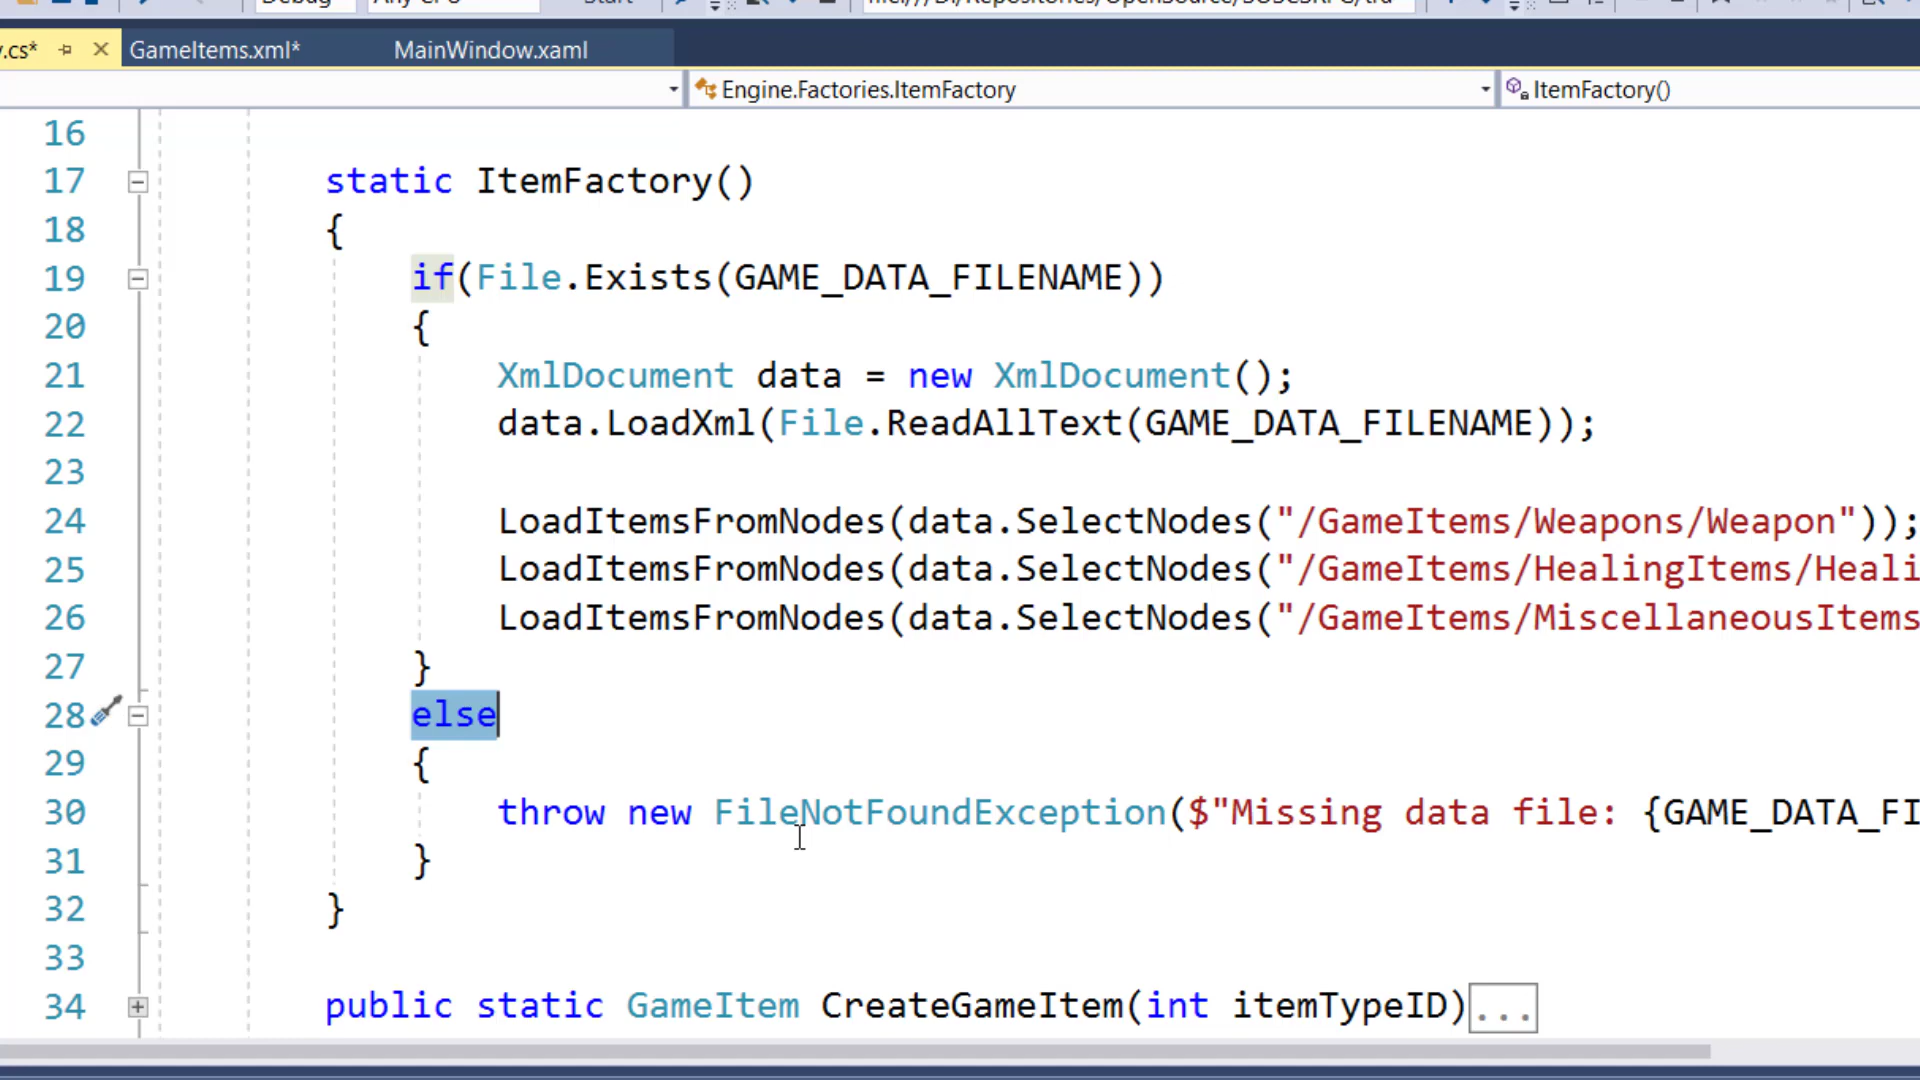 .cs* GameItems.xml* MainWindow.xaml
Engine.Factories.ItemFactory ItemFactory()
16
17 static ItemFactory()
18 {
19 if(File.Exists(GAME_DATA_FILENAME))
20 {
21 XmlDocument data = new XmlDocument();
22 data.LoadXml(File.ReadAllText(GAME_DATA_FILENAME));
23
24 LoadItemsFromNodes(data.SelectNodes("/GameItems/Weapons/Weapon"));
25 LoadItemsFromNodes(data.SelectNodes("/GameItems/HealingItems/Heali
26 LoadItemsFromNodes(data.SelectNodes("/GameItems/MiscellaneousItems
27 }
28 else
29 {
30 throw new FileNotFoundException($"Missing data file: {GAME_DATA_FI
31 }
32 }
33
34 public static GameItem CreateGameItem(int itemTypeID)...